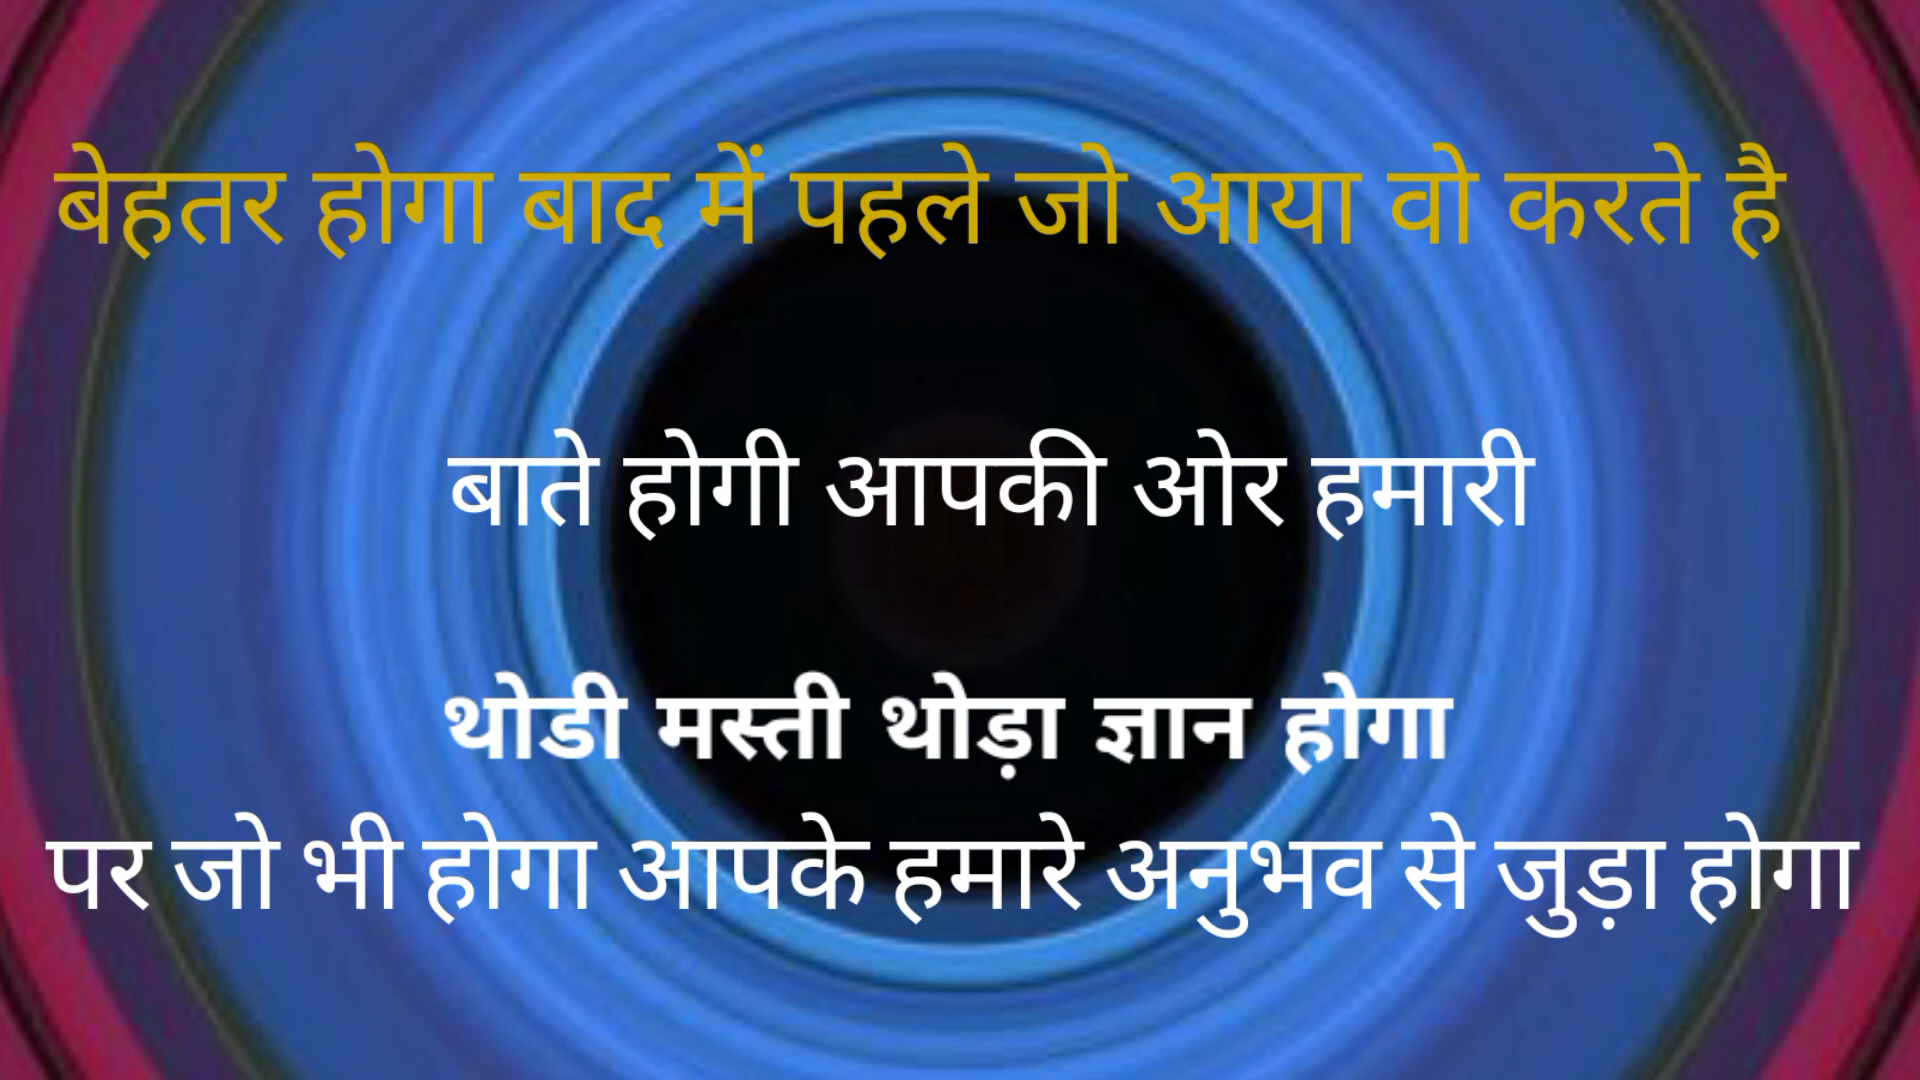 बेहतर होगा बाद में पहले जो आया वो करते है
बाते होगी आपकी ओर हमारी
थोडी मस्ती थोड़ा ज्ञान होगा
पर जो भी होगा आपके हमारे अनुभव से जुड़ा होगा